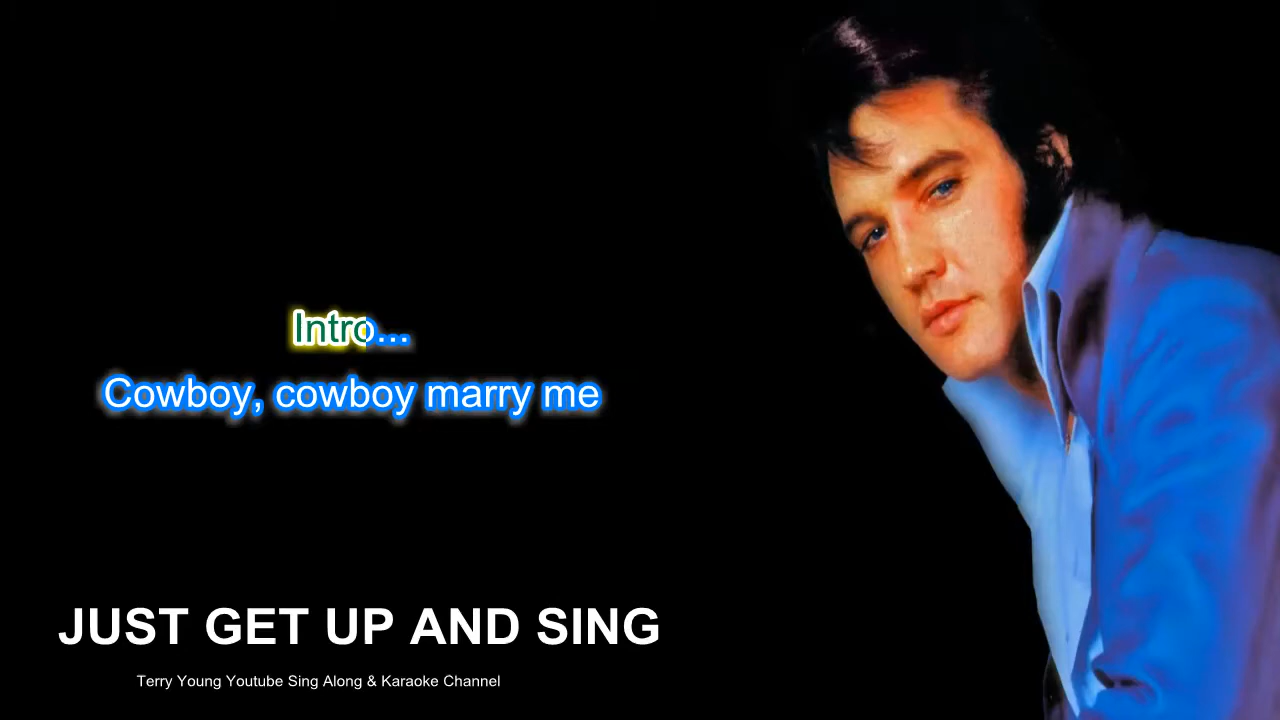 Intro...
Cowboy, cowboy marry me
JUST GET UP AND SING
Terry Young Youtube Sing Along & Karaoke Channel